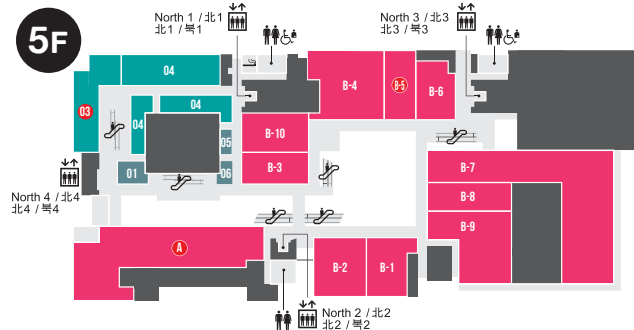 5F
North 1 / 北1
北1 / 북1
North 3 / 北3
北3 / 북3
04
03
04
04
B-4
B-5
B-6
05
B-10
01
06
B-3
B-7
B-8
B-9
North 4 / 北4
北4 / 북4
A
B-2
B-1
North 2 / 北2
北2 / 북2